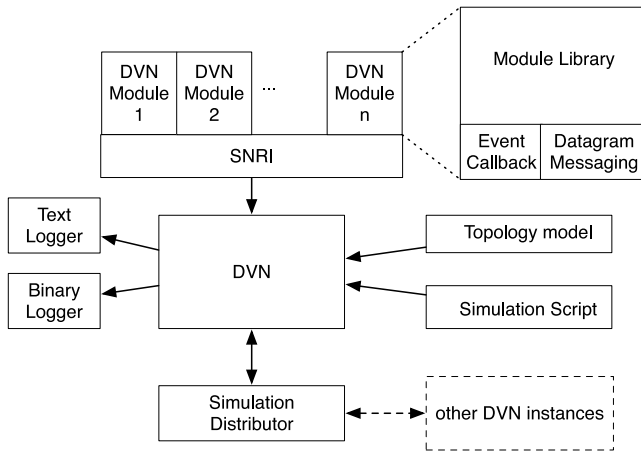 DVN
Module
1
DVN
Module
2
...
DVN
Module
n
Module Library
Event
Callback
Datagram
Messaging
SNRI
Text
Logger
Binary
Logger
DVN
Topology model
Simulation Script
Simulation
Distributor
other DVN instances